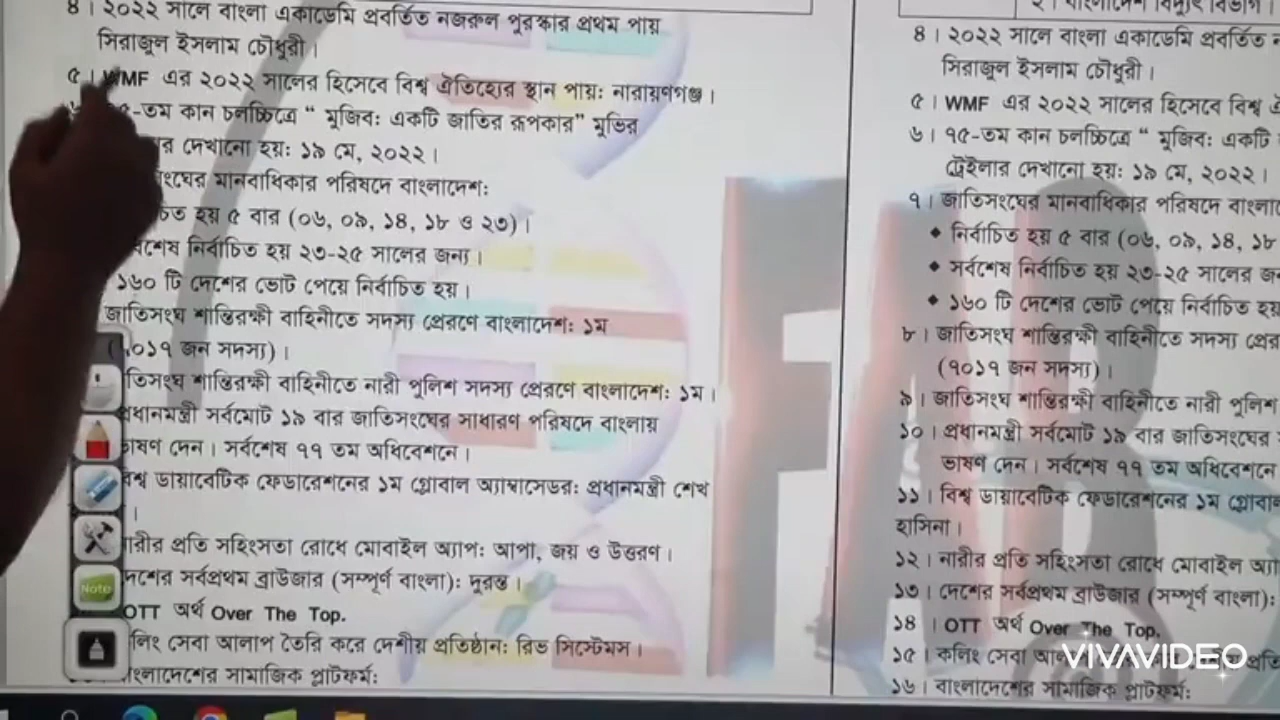 ৪। ২০২২ সালে বাংলা একাডেমি প্রবর্তিত নজরুল পুরস্কার প্রথম পায়
সিরাজুল ইসলাম চৌধুরী।
৫। WMF এর ২০২২ সালের হিসেবে বিশ্ব ঐতিহ্যের স্থান পায়ঃ নারায়ণগঞ্জ।
৭৫-তম কান চলচ্চিত্রে “ মুজিবঃ একটি জাতির রূপকার” মুভির
দেখানো হয়ঃ ১৯ মে, ২০২২।
মানবাধিকার পরিষদে বাংলাদেশঃ
হয় ৫ বার (০৬, ০৯, ১৪, ১৮ ও ২৩)।
নির্বাচিত হয় ২৩-২৫ সালের জন্য।
১৬০ টি দেশের ভোট পেয়ে নির্বাচিত হয়।
জাতিসংঘ শান্তিরক্ষী বাহিনীতে সদস্য প্রেরণে বাংলাদেশঃ ১ম
(৭০১৭ জন সদস্য)।
তিসংঘ শান্তিরক্ষী বাহিনীতে নারী পুলিশ সদস্য প্রেরণে বাংলাদেশঃ ১ম।
প্রধানমন্ত্রী সর্বমোট ১৯ বার জাতিসংঘের সাধারণ পরিষদে বাংলায়
ভাষণ দেন। সর্বশেষ ৭৭ তম অধিবেশনে।
বিশ্ব ডায়াবেটিক ফেডারেশনের ১ম গ্লোবাল অ্যাম্বাসেডরঃ প্রধানমন্ত্রী শেখ
।
নারীর প্রতি সহিংসতা রোধে মোবাইল অ্যাপঃ আপা, জয় ও উত্তরণ।
দেশের সর্বপ্রথম ব্রাউজার (সম্পূর্ণ বাংলা)ঃ দুরন্ত।
OTT অর্থ Over The Top.
লিং সেবা আলাপ তৈরি করে দেশীয় প্রতিষ্ঠানঃ রিভ সিস্টেমস।
বাংলাদেশের সামাজিক প্লাটফর্মঃ
Note
২। বাংলাদেশ বিদ্যুৎ বিভাগ।
৪। ২০২২ সালে বাংলা একাডেমি প্রবর্তিত ন
সিরাজুল ইসলাম চৌধুরী।
৫। WMF এর ২০২২ সালের হিসেবে বিশ্ব ঐ
৬। ৭৫-তম কান চলচ্চিত্রে “ মুজিবঃ একটি
ট্রেইলার দেখানো হয়ঃ ১৯ মে, ২০২২।
৭। জাতিসংঘের মানবাধিকার পরিষদে বাংলাদে
◆ নির্বাচিত হয় ৫ বার (০৬, ০৯, ১৪, ১৮
◆ সর্বশেষ নির্বাচিত হয় ২৩-২৫ সালের জন
◆ ১৬০ টি দেশের ভোট পেয়ে নির্বাচিত হয়
৮। জাতিসংঘ শান্তিরক্ষী বাহিনীতে সদস্য প্রের
(৭০১৭ জন সদস্য)।
৯। জাতিসংঘ শান্তিরক্ষী বাহিনীতে নারী পুলিশ
১০। প্রধানমন্ত্রী সর্বমোট ১৯ বার জাতিসংঘের
ভাষণ দেন। সর্বশেষ ৭৭ তম অধিবেশনে
১১। বিশ্ব ডায়াবেটিক ফেডারেশনের ১ম গ্লোবা
হাসিনা।
১২। নারীর প্রতি সহিংসতা রোধে মোবাইল অ্যা
১৩। দেশের সর্বপ্রথম ব্রাউজার (সম্পূর্ণ বাংলা)ঃ
১৪। OTT অর্থ Over The Top.
১৫। কলিং সেবা আলাপ
১৬। বাংলাদেশের সামাজিক প্লাটফর্মঃ
FAB
VIVAVIDEO